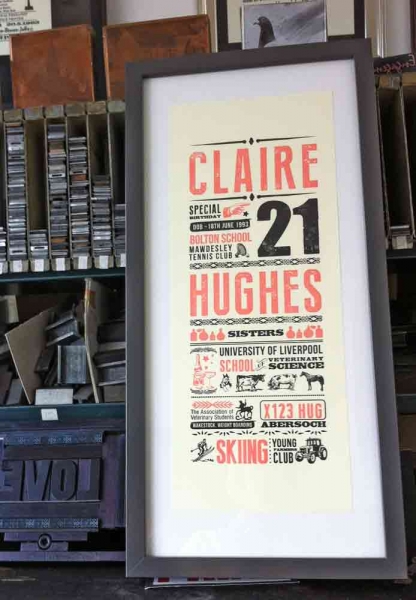 CLAIRE
SPECIAL
BIRTHDAY
21
DOB - 18TH JUNE 1993
BOLTON SCHOOL
MAWDESLEY
TENNIS CLUB
HUGHES
SISTERS
UNIVERSITY OF LIVERPOOL
SCHOOL OF VETERINARY
SCIENCE
The Association of
Veterinary Students
WAKESTOCK, WAYNT BOARDING
X123 HUG
ABERSOCH
SKIING
YOUNG
FARMERS
CLUB